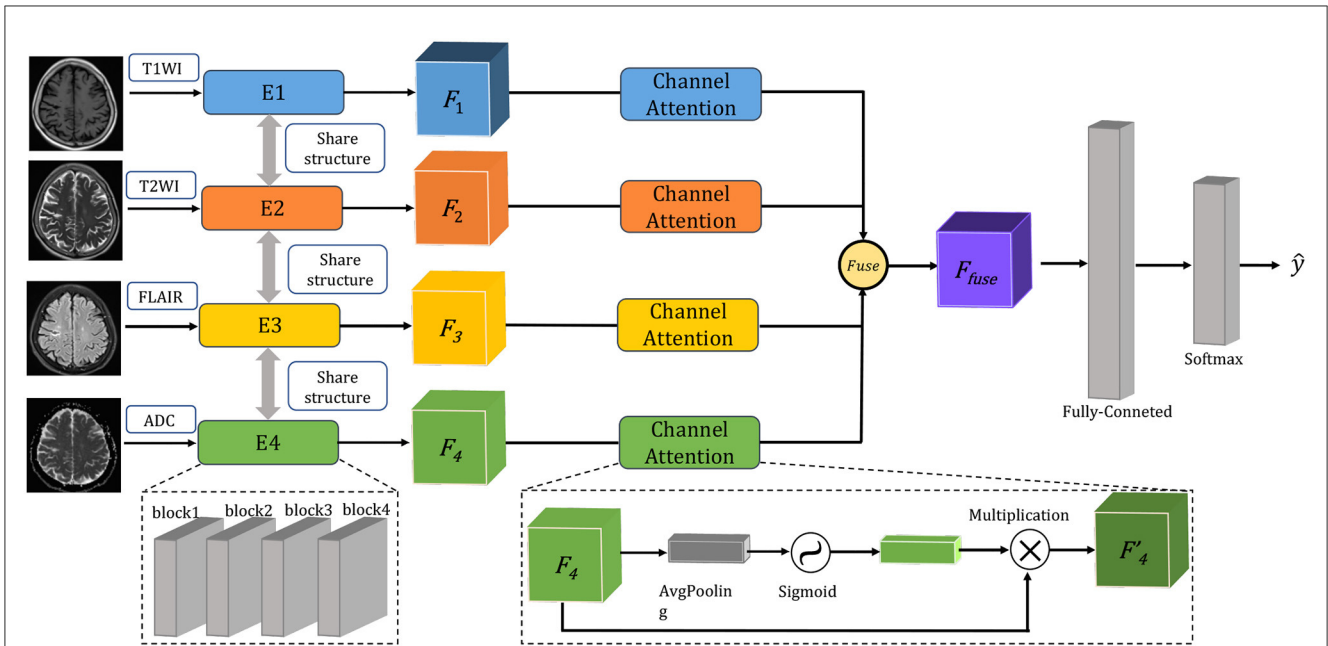 T1WI
E1
F1
Channel
Attention
Share
structure
T2WI
E2
F2
Channel
Attention
Share
structure
Fuse
Ffuse
ŷ
FLAIR
E3
F3
Channel
Attention
Softmax
Share
structure
Fully-Conneted
ADC
E4
F4
Channel
Attention
block1 block2 block3 block4
Multiplication
F4
F'4
AvgPoolin
g
Sigmoid